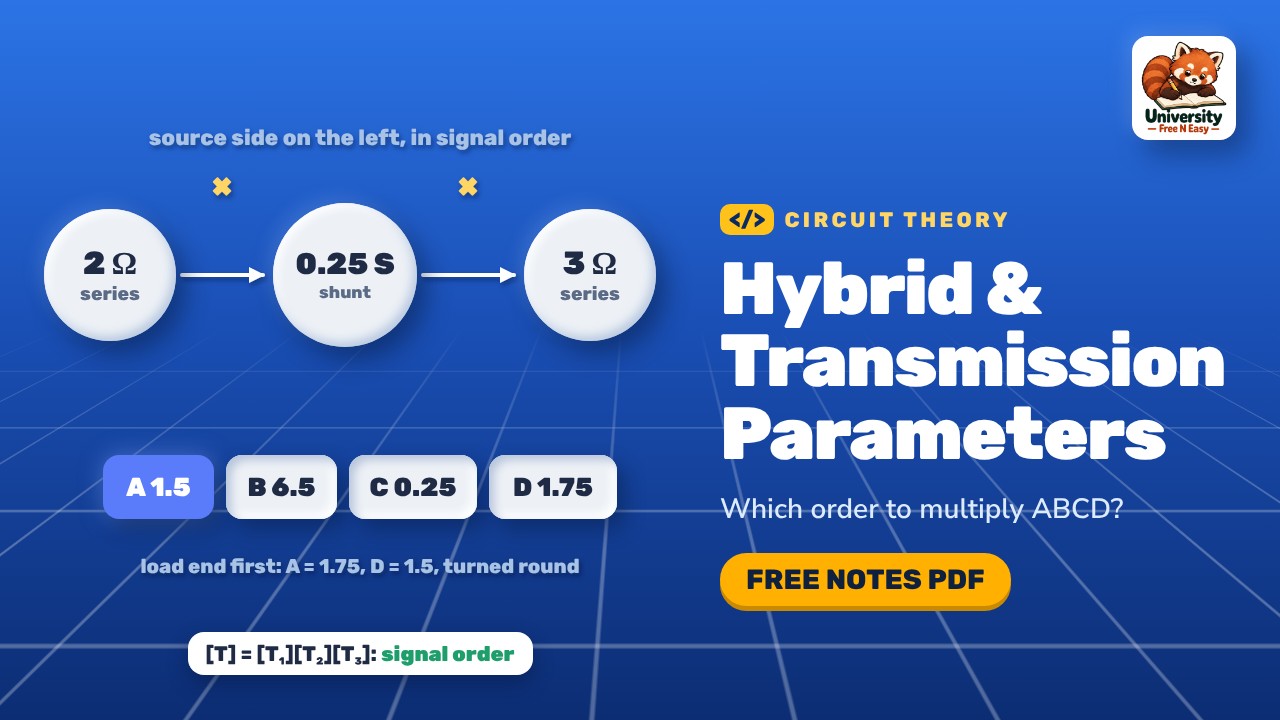 University
Free N Easy
source side on the left, in signal order
✖ ✖
2 Ω
series
0.25 S
shunt
3 Ω
series
</> CIRCUIT THEORY
Hybrid &
Transmission
Parameters
Which order to multiply ABCD?
FREE NOTES PDF
A 1.5
B 6.5
C 0.25
D 1.75
load end first: A = 1.75, D = 1.5, turned round
[T] = [T₁][T₂][T₃]: signal order